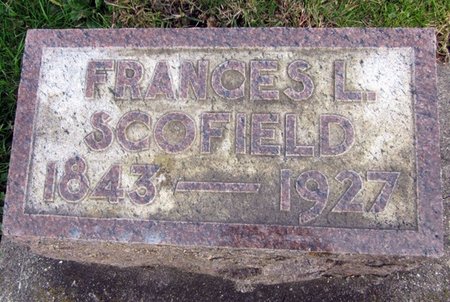 FRANCES L.
SCOFIELD
1843 — 1927